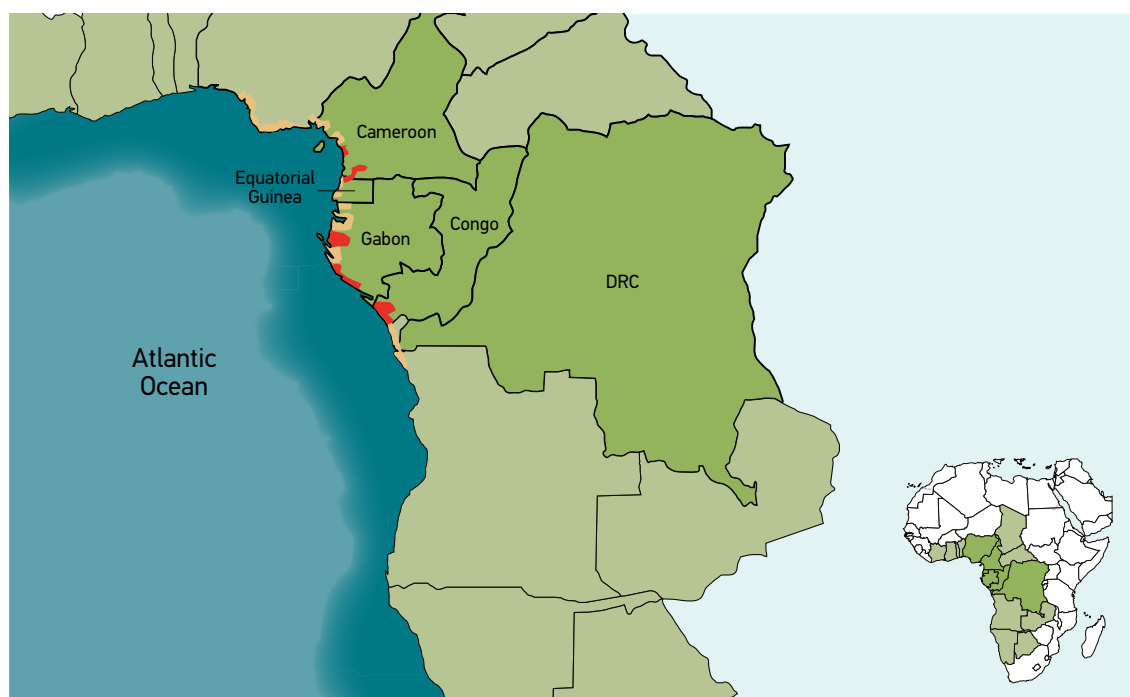 Cameroon
Equatorial
Guinea
Congo
Gabon
DRC
Atlantic
Ocean